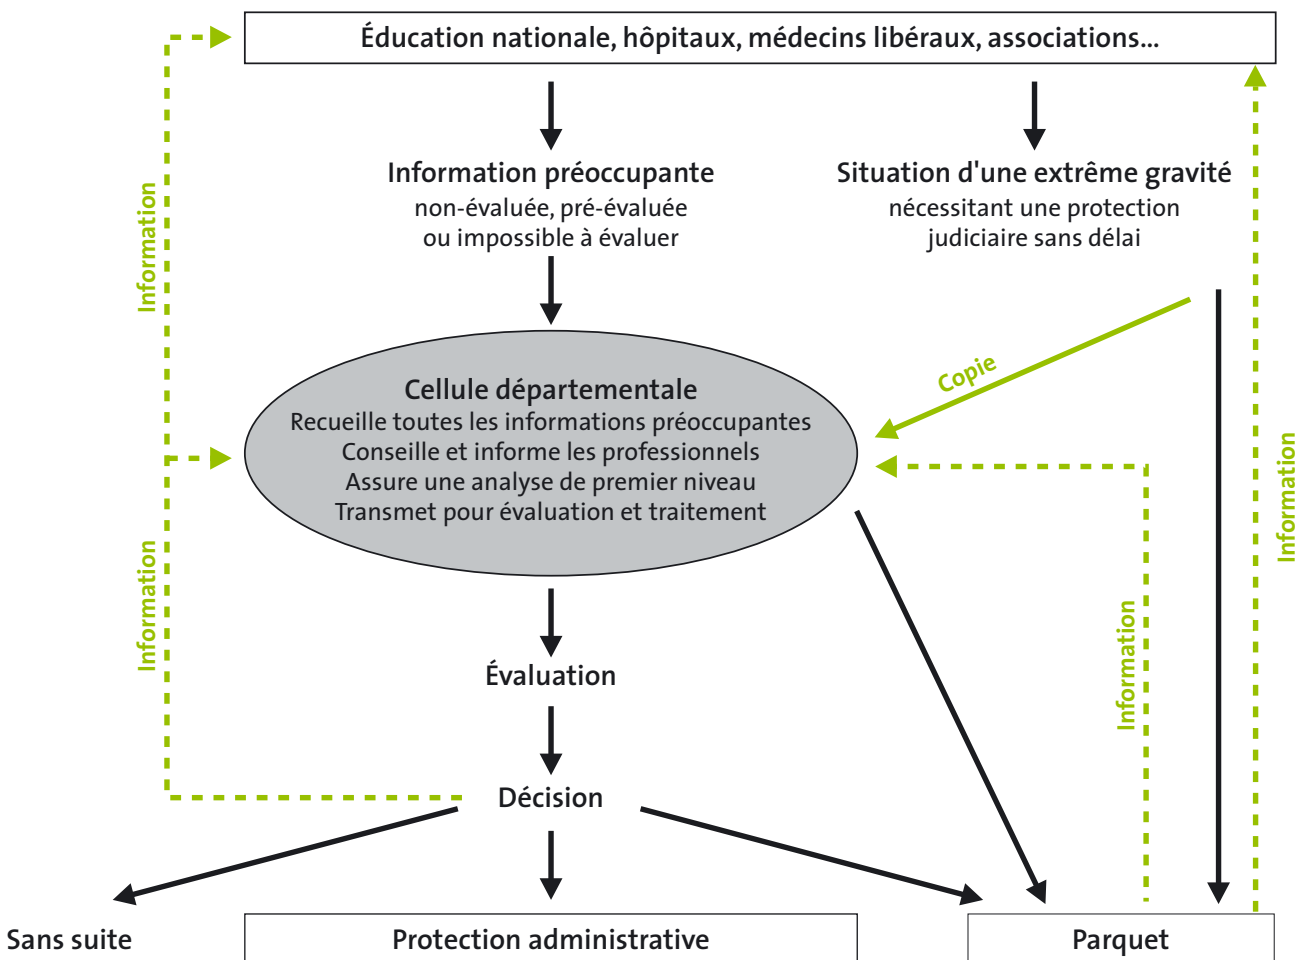 Éducation nationale, hôpitaux, médecins libéraux, associations...
Information préoccupante
non-évaluée, pré-évaluée
ou impossible à évaluer
Situation d'une extrême gravité
nécessitant une protection
judiciaire sans délai
Information
Copie
Cellule départementale
Recueille toutes les informations préoccupantes
Conseille et informe les professionnels
Assure une analyse de premier niveau
Transmet pour évaluation et traitement
Information
Information
Information
Évaluation
Décision
Sans suite
Protection administrative
Parquet